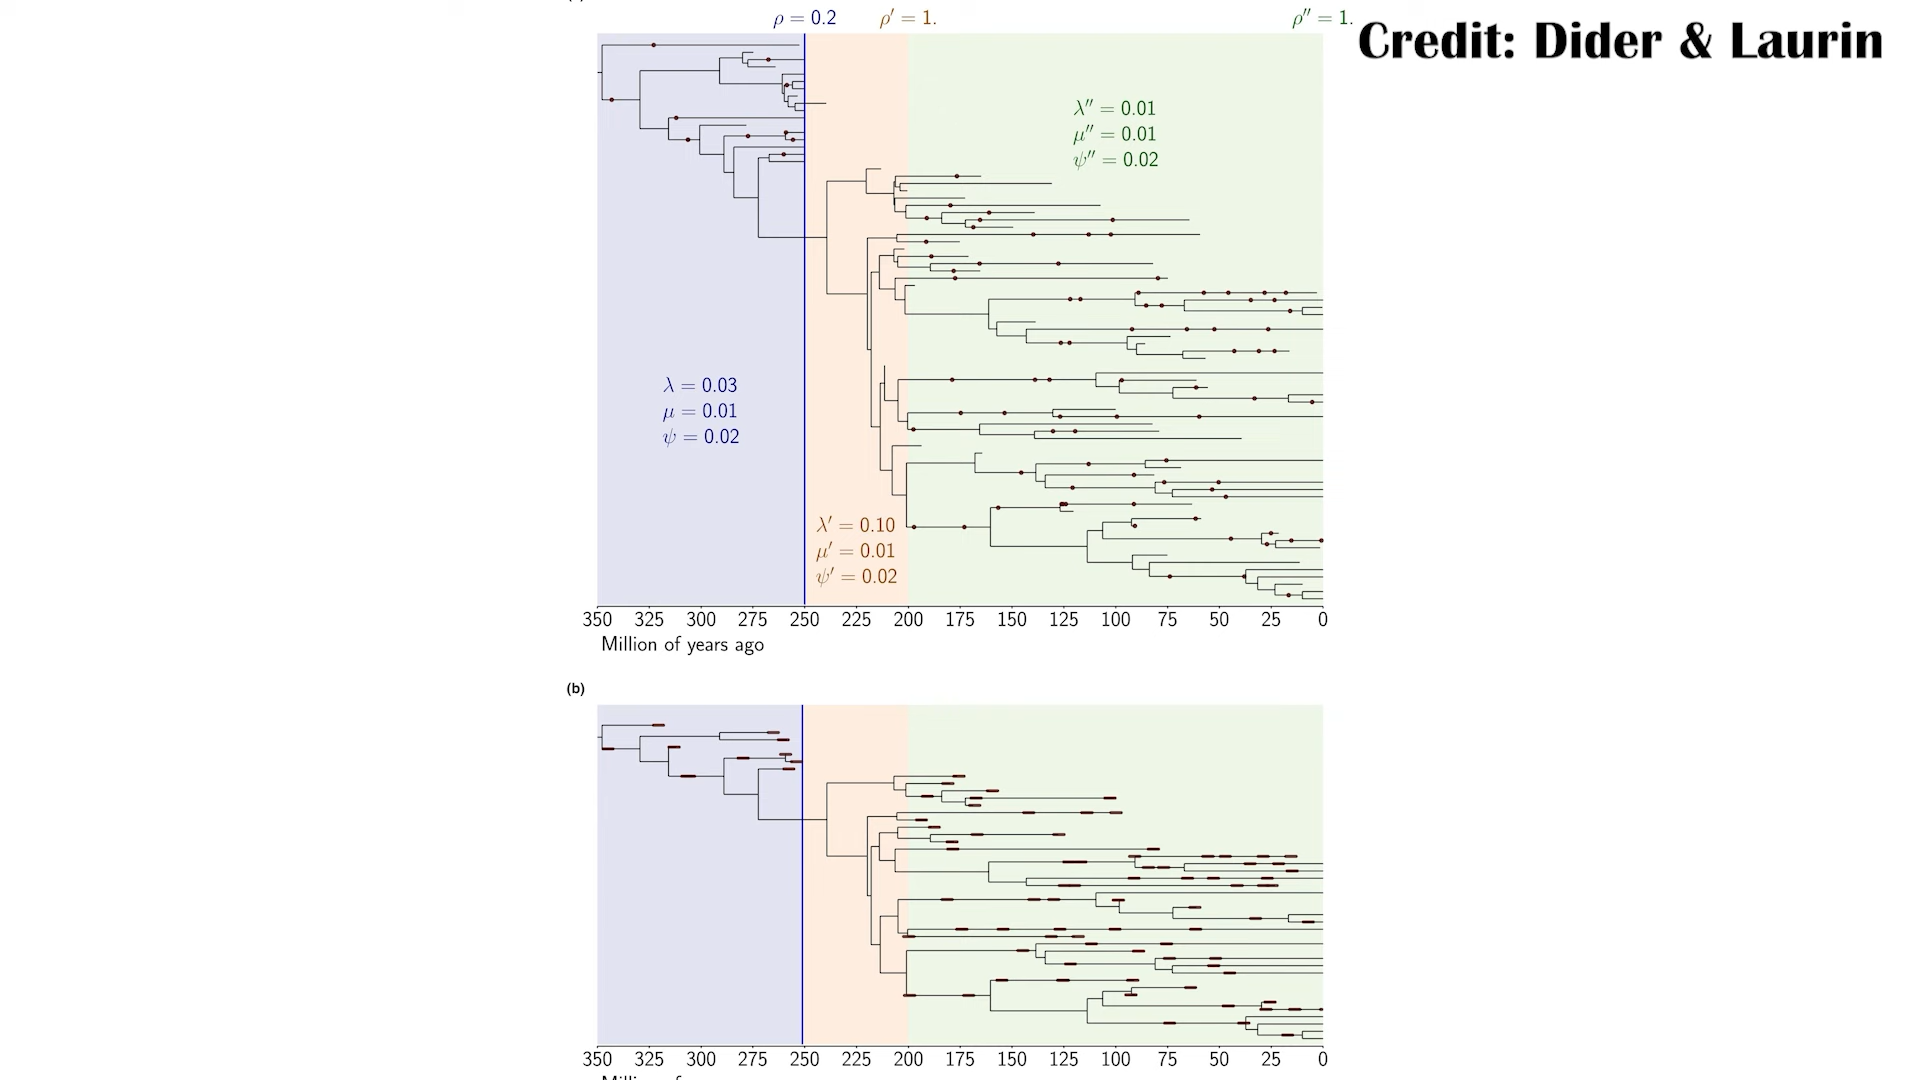 ρ = 0.2
ρ′ = 1.
ρ″ = 1.
Credit: Dider & Laurin
λ″ = 0.01
μ″ = 0.01
ψ″ = 0.02
λ = 0.03
μ = 0.01
ψ = 0.02
λ′ = 0.10
μ′ = 0.01
ψ′ = 0.02
350 325 300 275 250 225 200 175 150 125 100 75 50 25 0
Million of years ago
(b)
350 325 300 275 250 225 200 175 150 125 100 75 50 25 0